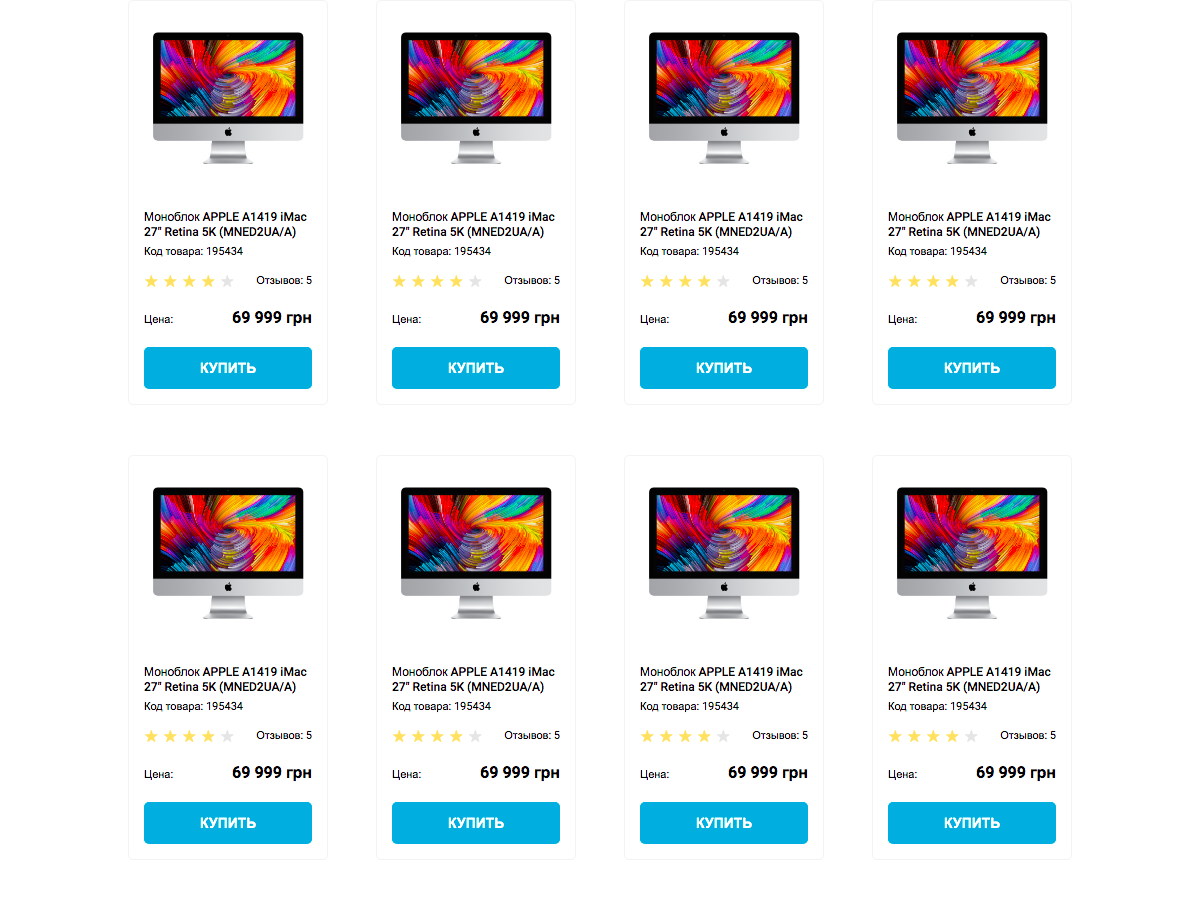 Моноблок APPLE A1419 iMac
27" Retina 5K (MNED2UA/A)
Код товара: 195434
Отзывов: 5
Цена: 69 999 грн
КУПИТЬ
Моноблок APPLE A1419 iMac
27" Retina 5K (MNED2UA/A)
Код товара: 195434
Отзывов: 5
Цена: 69 999 грн
КУПИТЬ
Моноблок APPLE A1419 iMac
27" Retina 5K (MNED2UA/A)
Код товара: 195434
Отзывов: 5
Цена: 69 999 грн
КУПИТЬ
Моноблок APPLE A1419 iMac
27" Retina 5K (MNED2UA/A)
Код товара: 195434
Отзывов: 5
Цена: 69 999 грн
КУПИТЬ
Моноблок APPLE A1419 iMac
27" Retina 5K (MNED2UA/A)
Код товара: 195434
Отзывов: 5
Цена: 69 999 грн
КУПИТЬ
Моноблок APPLE A1419 iMac
27" Retina 5K (MNED2UA/A)
Код товара: 195434
Отзывов: 5
Цена: 69 999 грн
КУПИТЬ
Моноблок APPLE A1419 iMac
27" Retina 5K (MNED2UA/A)
Код товара: 195434
Отзывов: 5
Цена: 69 999 грн
КУПИТЬ
Моноблок APPLE A1419 iMac
27" Retina 5K (MNED2UA/A)
Код товара: 195434
Отзывов: 5
Цена: 69 999 грн
КУПИТЬ